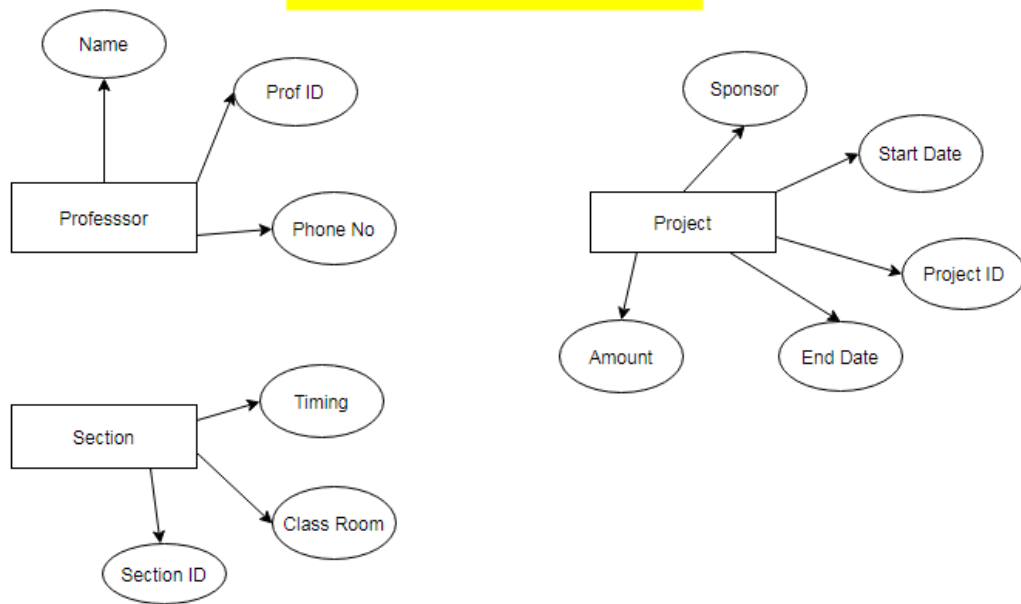 Name
Prof ID
Professsor
Phone No
Sponsor
Start Date
Project
Project ID
Amount
End Date
Timing
Section
Class Room
Section ID